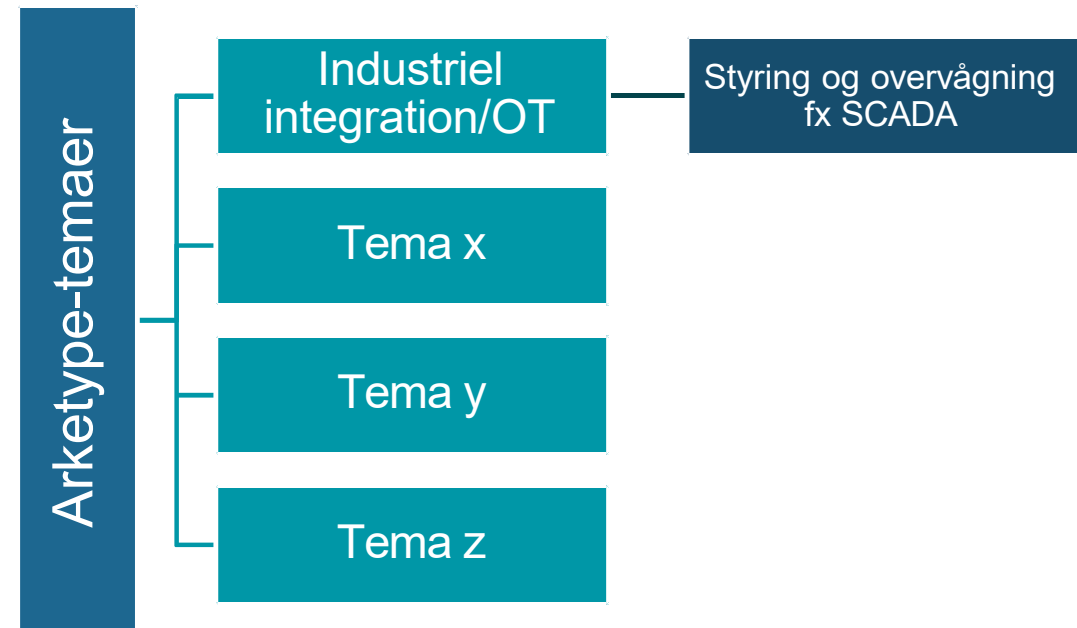 Arketype-temaer
Industriel
integration/OT
Styring og overvågning
fx SCADA
Tema x
Tema y
Tema z